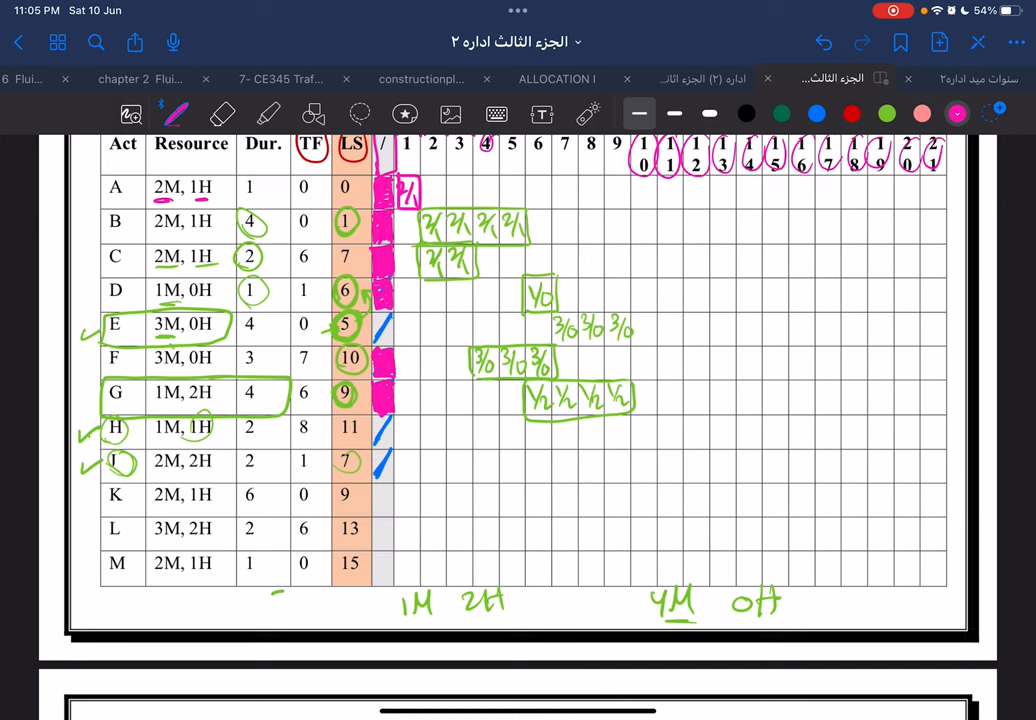 11:05 PM Sat 10 Jun 54%
الجزء الثالث اداره ٢
6 Flui... chapter 2 Flui... 7- CE345 Traf... constructionpl... ALLOCATION I اداره (٢) الجزء اثانـ... الجزء الثالث... سنوات ميد اداره٢
Act Resource Dur. TF LS / 1 2 3 4 5 6 7 8 9 10 11 12 13 14 15 16 17 18 19 20 21
A 2M, 1H 1 0 0 2/1
B 2M, 1H 4 0 1 2/1 2/1 2/1 2/1
C 2M, 1H 2 6 7 2/1 2/1
D 1M, 0H 1 1 6 1/0
E 3M, 0H 4 0 5 / 3/0 3/0 3/0
F 3M, 0H 3 7 10 3/0 3/0 3/0
G 1M, 2H 4 6 9 1/2 1/2 1/2 1/2
H 1M, 1H 2 8 11 /
J 2M, 2H 2 1 7 /
K 2M, 1H 6 0 9
L 3M, 2H 2 6 13
M 2M, 1H 1 0 15
1M 2H 4M 0H